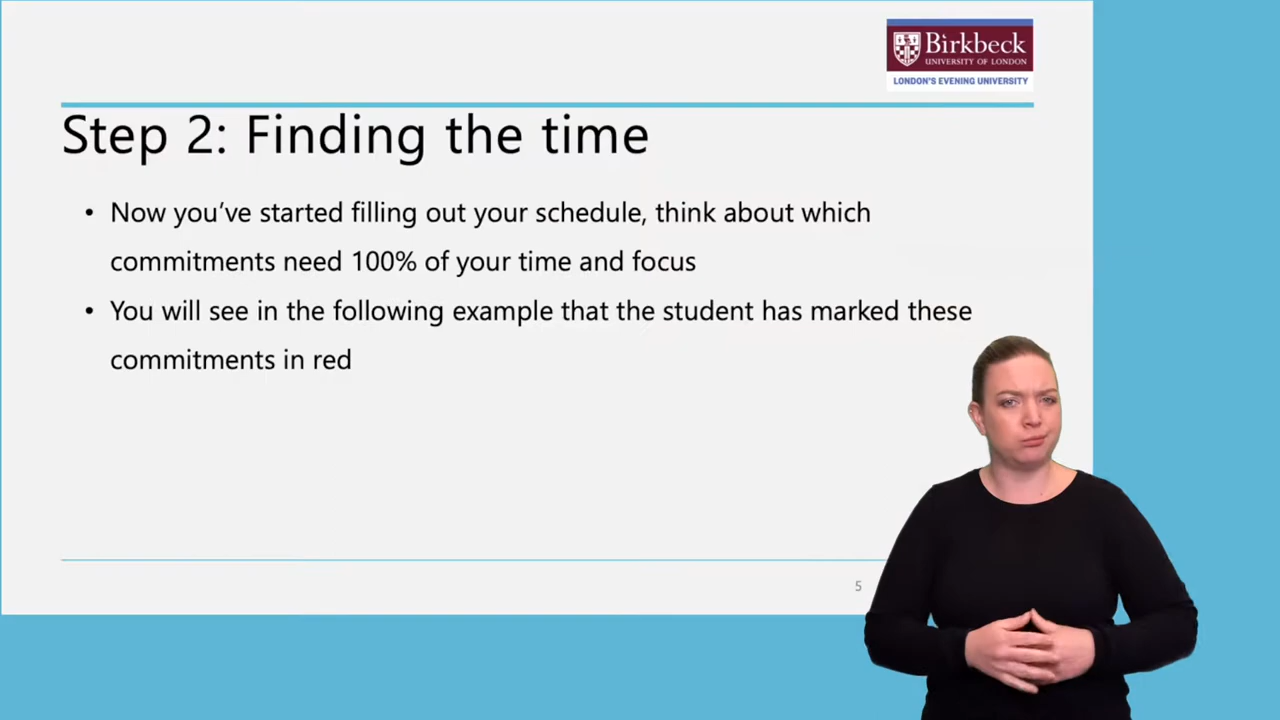 Birkbeck
UNIVERSITY OF LONDON
LONDON'S EVENING UNIVERSITY
Step 2: Finding the time
• Now you've started filling out your schedule, think about which
commitments need 100% of your time and focus
• You will see in the following example that the student has marked these
commitments in red
5